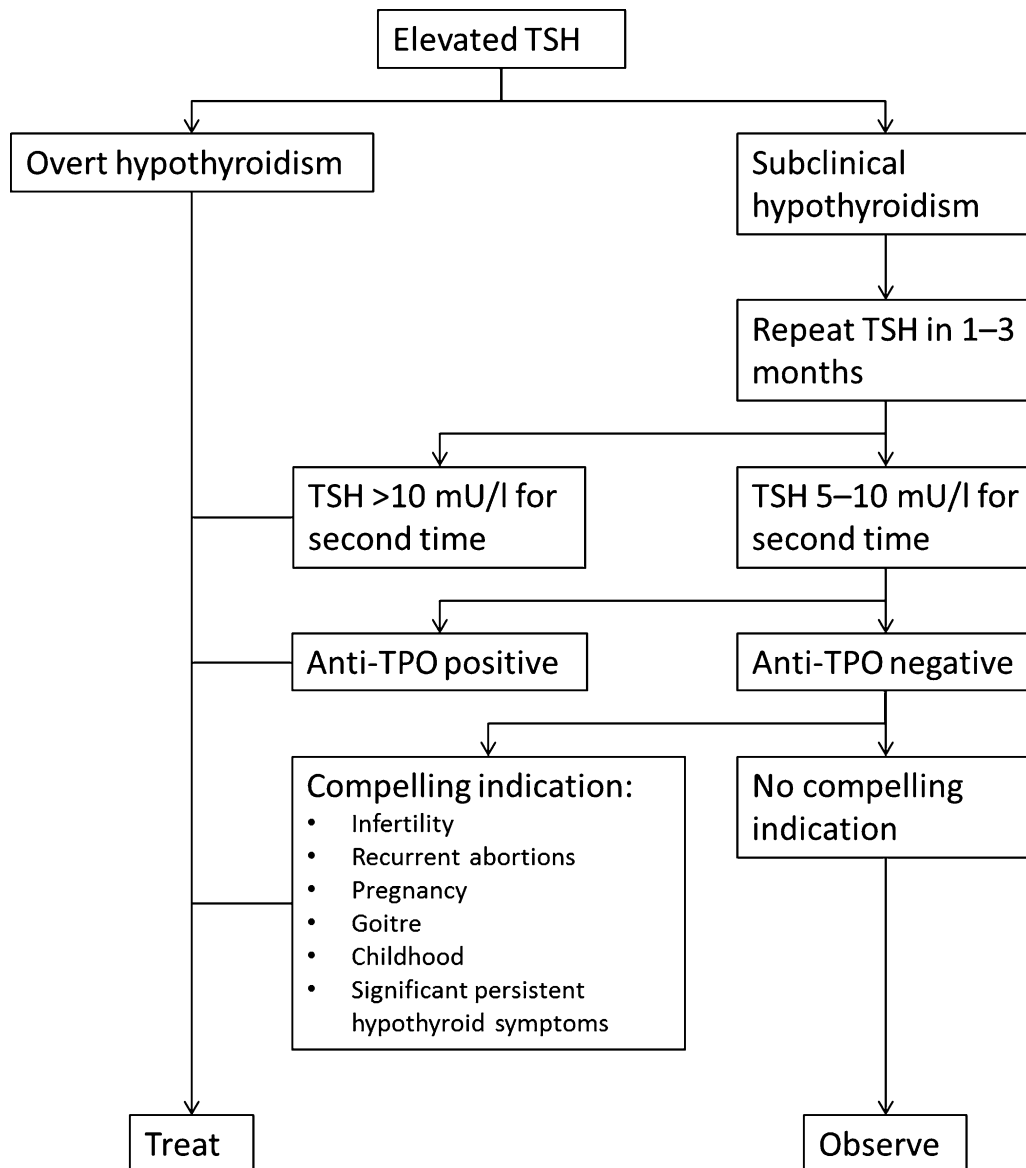 Elevated TSH
Overt hypothyroidism
Subclinical
hypothyroidism
Repeat TSH in 1–3
months
TSH >10 mU/l for
second time
TSH 5–10 mU/l for
second time
Anti-TPO positive
Anti-TPO negative
Compelling indication:
• Infertility
• Recurrent abortions
• Pregnancy
• Goitre
• Childhood
• Significant persistent
hypothyroid symptoms
No compelling
indication
Treat
Observe